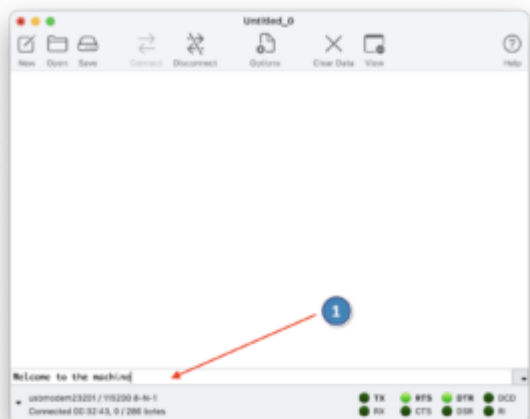 Untitled_0
New Open Save Connect Disconnect Options Clear Data View Help
1
Welcome to the machine
usbmodem23201 / 115200 8-N-1 TX RTS DTR DCD
Connected 00:32:43, 0 / 286 bytes RX CTS DSR RI